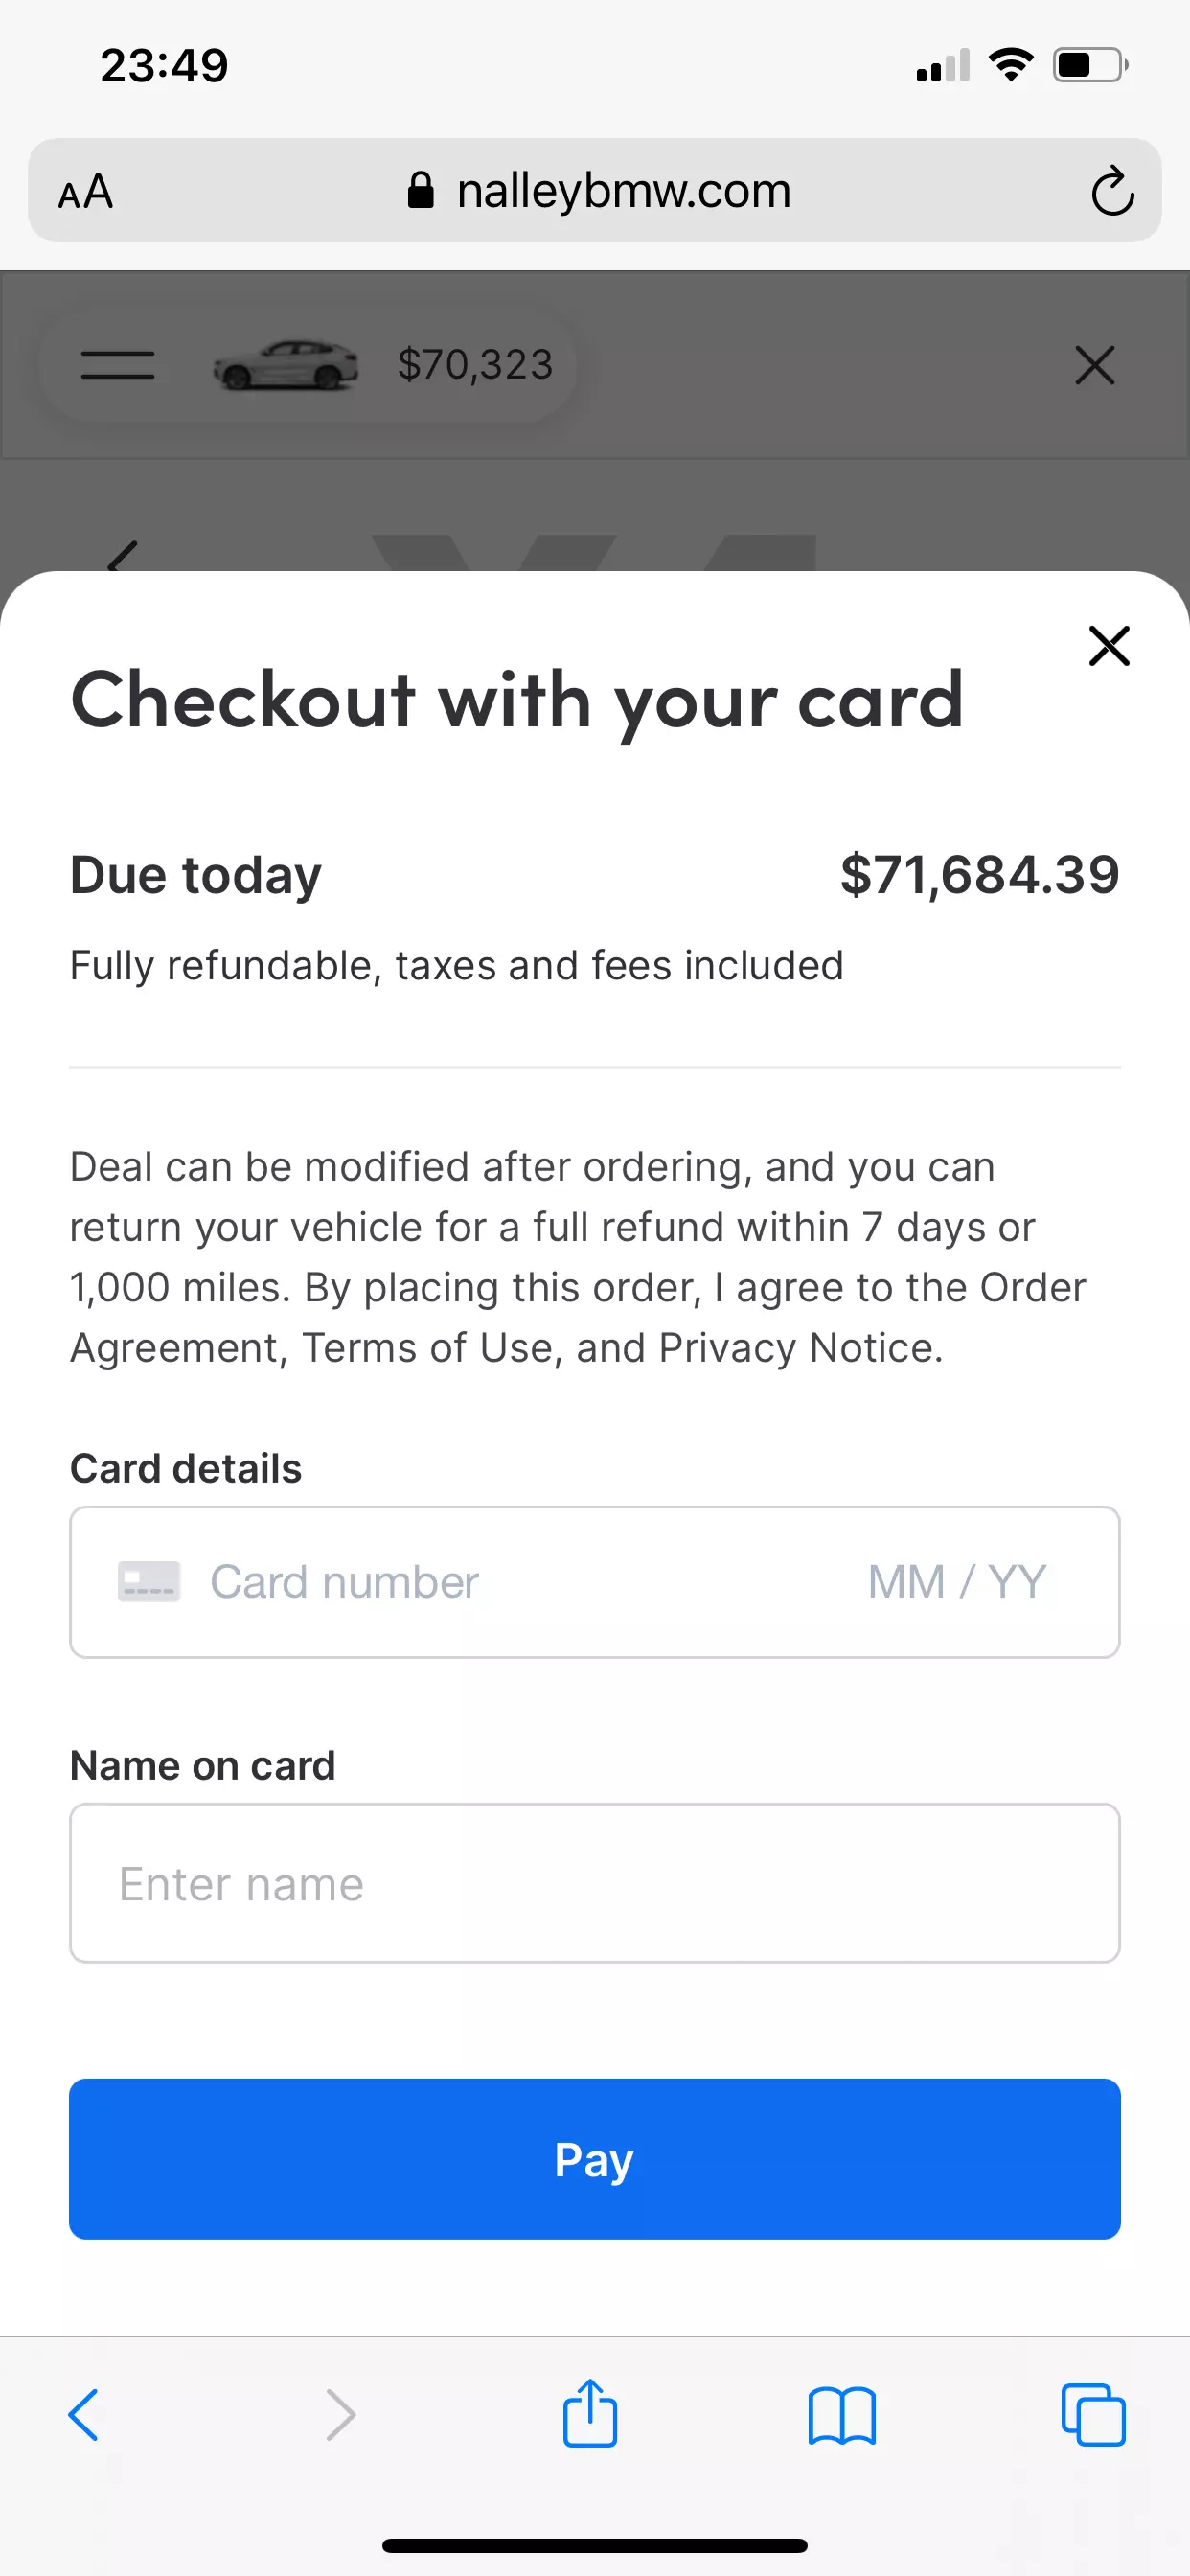 23:49
AA nalleybmw.com
$70,323
Checkout with your card
Due today $71,684.39
Fully refundable, taxes and fees included
Deal can be modified after ordering, and you can
return your vehicle for a full refund within 7 days or
1,000 miles. By placing this order, I agree to the Order
Agreement, Terms of Use, and Privacy Notice.
Card details
Card number MM / YY
Name on card
Enter name
Pay